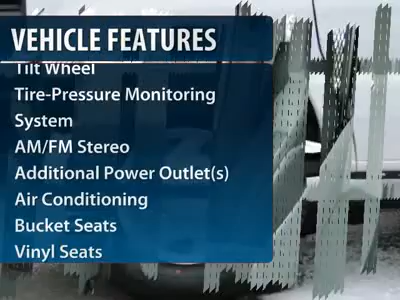 VEHICLE FEATURES
Tilt Wheel
Tire-Pressure Monitoring
System
AM/FM Stereo
Additional Power Outlet(s)
Air Conditioning
Bucket Seats
Vinyl Seats